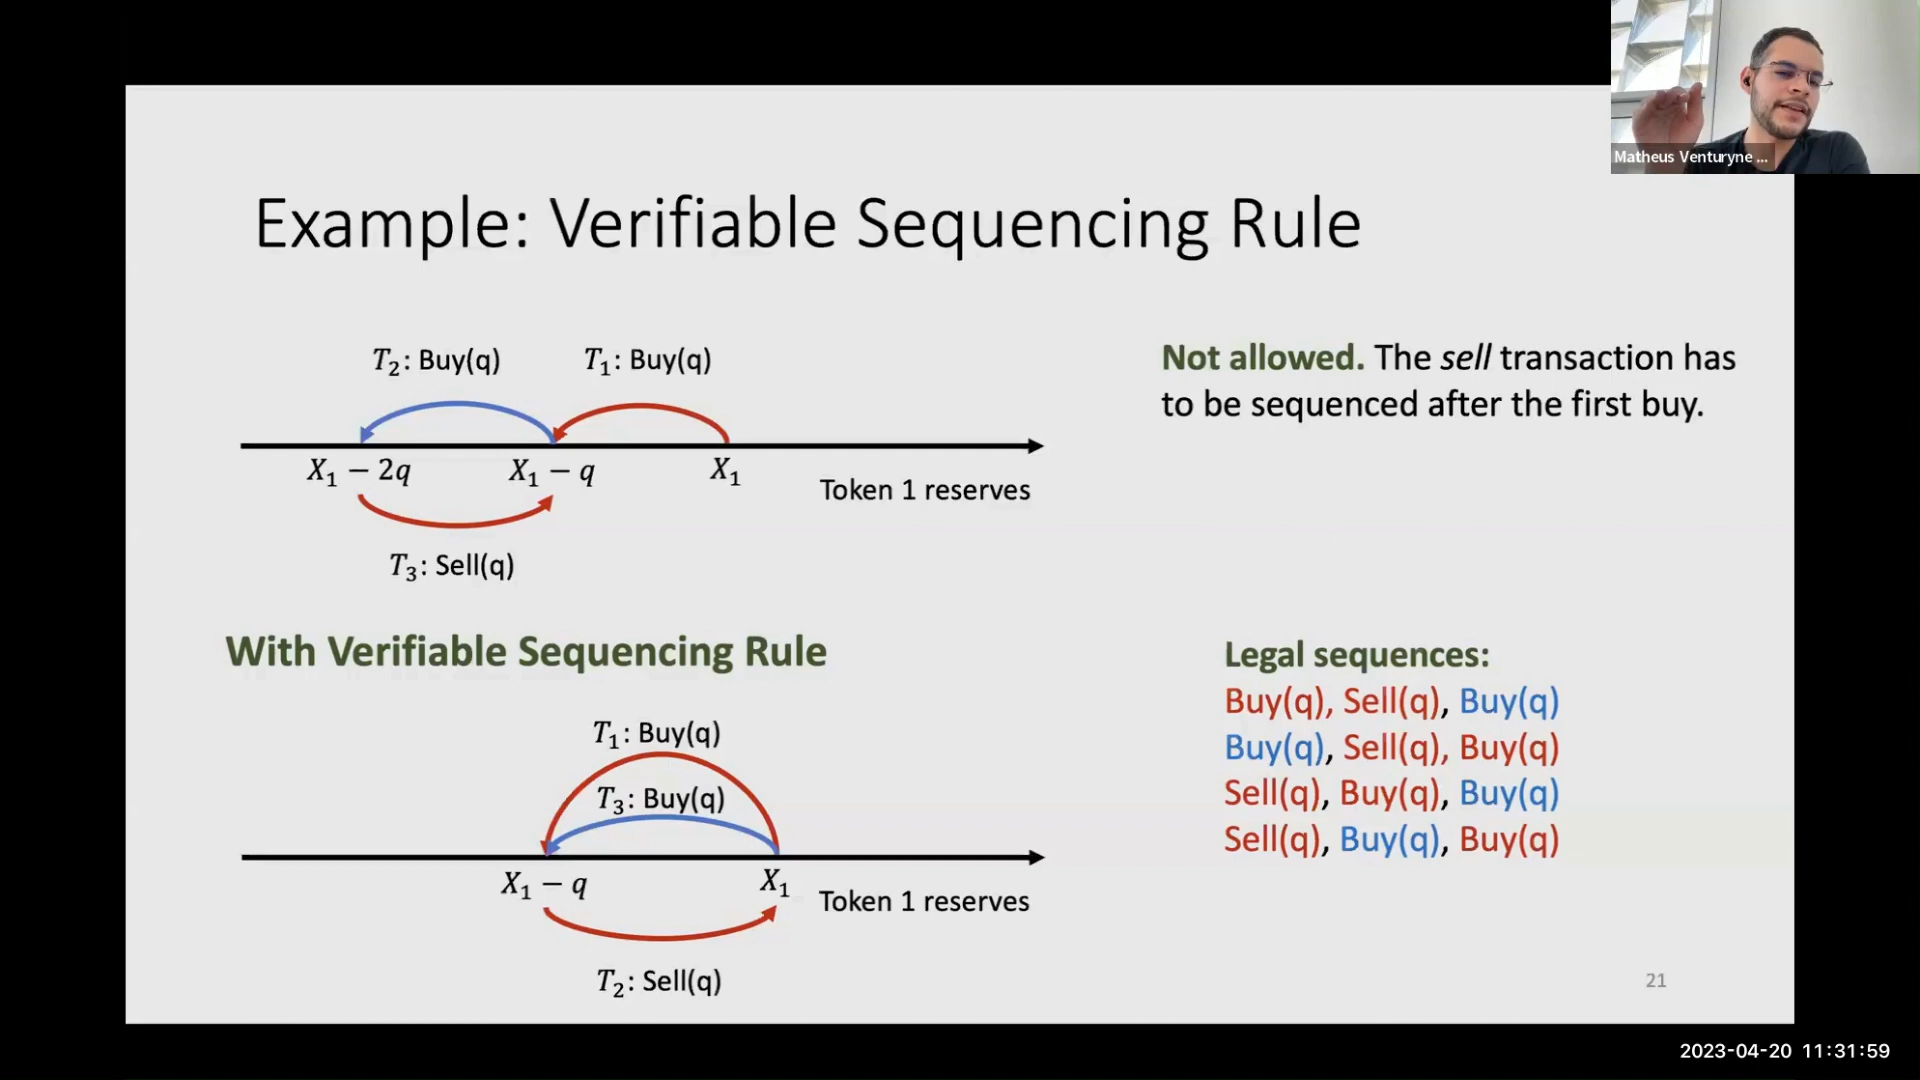 Matheus Venturyne ...
Example: Verifiable Sequencing Rule
T₂: Buy(q)
T₁: Buy(q)
X₁ − 2q
X₁ − q
X₁
Token 1 reserves
T₃: Sell(q)
Not allowed. The sell transaction has
to be sequenced after the first buy.
With Verifiable Sequencing Rule
T₁: Buy(q)
T₃: Buy(q)
X₁ − q
X₁
Token 1 reserves
T₂: Sell(q)
Legal sequences:
Buy(q), Sell(q), Buy(q)
Buy(q), Sell(q), Buy(q)
Sell(q), Buy(q), Buy(q)
Sell(q), Buy(q), Buy(q)
21
2023-04-20 11:31:59